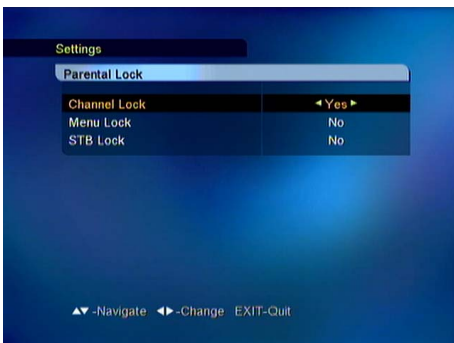 Settings
Parental Lock
Channel Lock ◄ Yes ►
Menu Lock No
STB Lock No
▲▼ -Navigate ◄► -Change EXIT-Quit